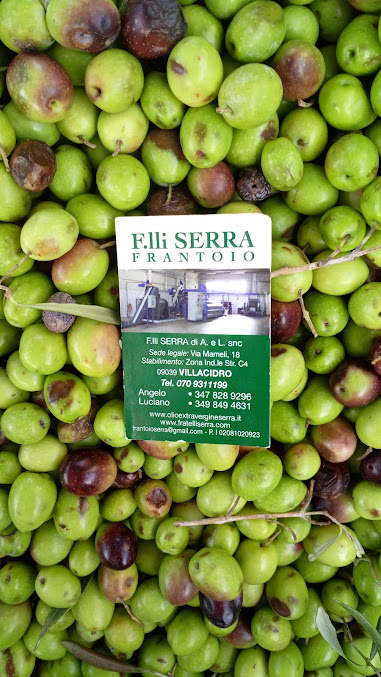 F.lli SERRA
FRANTOIO
F.lli SERRA di A. e L. snc
Sede legale: Via Mameli, 18
Stabilimento: Zona Ind.le Str. C4
09039 VILLACIDRO
Tel. 070 9311199
Angelo • 347 828 9296
Luciano • 349 849 4631
www.olioextravergineserra.it
www.fratelliserra.com
frantoioserra@gmail.com - P. I 02081020923